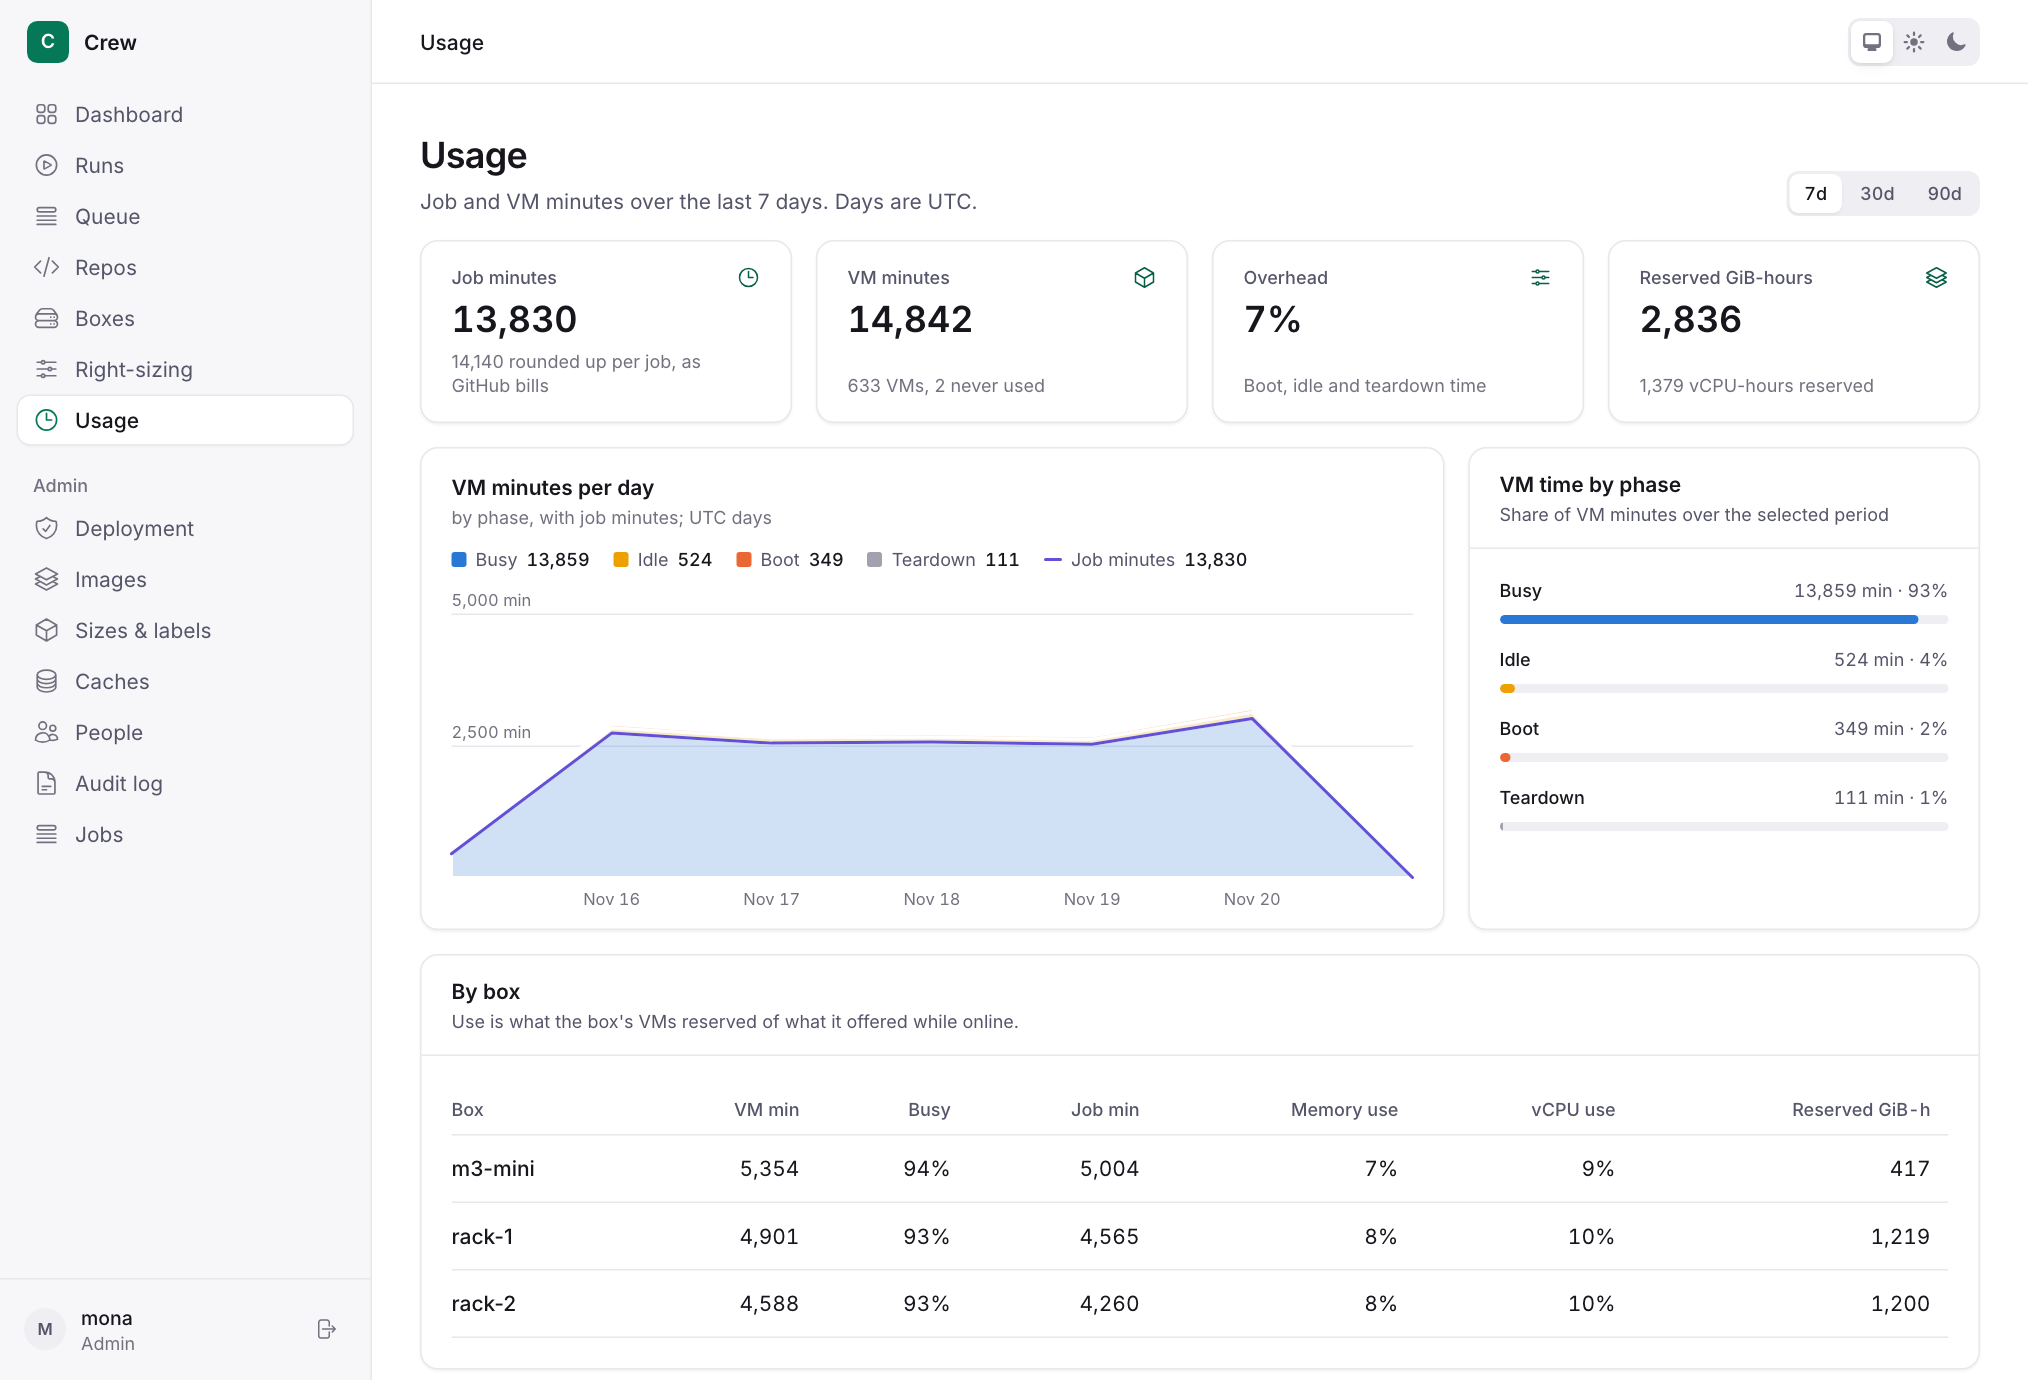 C Crew
Dashboard
Runs
Queue
Repos
Boxes
Right-sizing
Usage
Admin
Deployment
Images
Sizes & labels
Caches
People
Audit log
Jobs
M
mona
Admin
Usage
Usage
Job and VM minutes over the last 7 days. Days are UTC.
7d 30d 90d
Job minutes
13,830
14,140 rounded up per job, as
GitHub bills
VM minutes
14,842
633 VMs, 2 never used
Overhead
7%
Boot, idle and teardown time
Reserved GiB-hours
2,836
1,379 vCPU-hours reserved
VM minutes per day
by phase, with job minutes; UTC days
Busy 13,859 Idle 524 Boot 349 Teardown 111 Job minutes 13,830
5,000 min
2,500 min
Nov 16 Nov 17 Nov 18 Nov 19 Nov 20
VM time by phase
Share of VM minutes over the selected period
Busy 13,859 min · 93%
Idle 524 min · 4%
Boot 349 min · 2%
Teardown 111 min · 1%
By box
Use is what the box's VMs reserved of what it offered while online.
Box VM min Busy Job min Memory use vCPU use Reserved GiB-h
m3-mini 5,354 94% 5,004 7% 9% 417
rack-1 4,901 93% 4,565 8% 10% 1,219
rack-2 4,588 93% 4,260 8% 10% 1,200